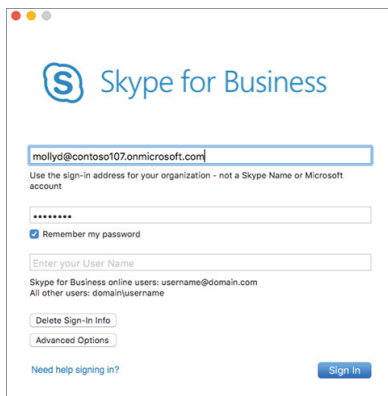 Skype for Business
mollyd@contoso107.onmicrosoft.com
Use the sign-in address for your organization - not a Skype Name or Microsoft
account
••••••••
Remember my password
Enter your User Name
Skype for Business online users: username@domain.com
All other users: domain\username
Delete Sign-In Info
Advanced Options
Need help signing in?
Sign In